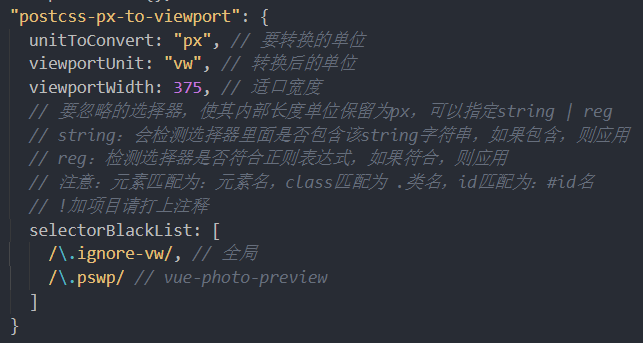 "postcss-px-to-viewport": {
unitToConvert: "px", // 要转换的单位
viewportUnit: "vw", // 转换后的单位
viewportWidth: 375, // 适口宽度
// 要忽略的选择器，使其内部长度单位保留为px，可以指定string | reg
// string：会检测选择器里面是否包含该string字符串，如果包含，则应用
// reg：检测选择器是否符合正则表达式，如果符合，则应用
// 注意：元素匹配为：元素名，class匹配为 .类名，id匹配为：#id名
// !加项目请打上注释
selectorBlackList: [
/\.ignore-vw/, // 全局
/\.pswp/ // vue-photo-preview
]
}